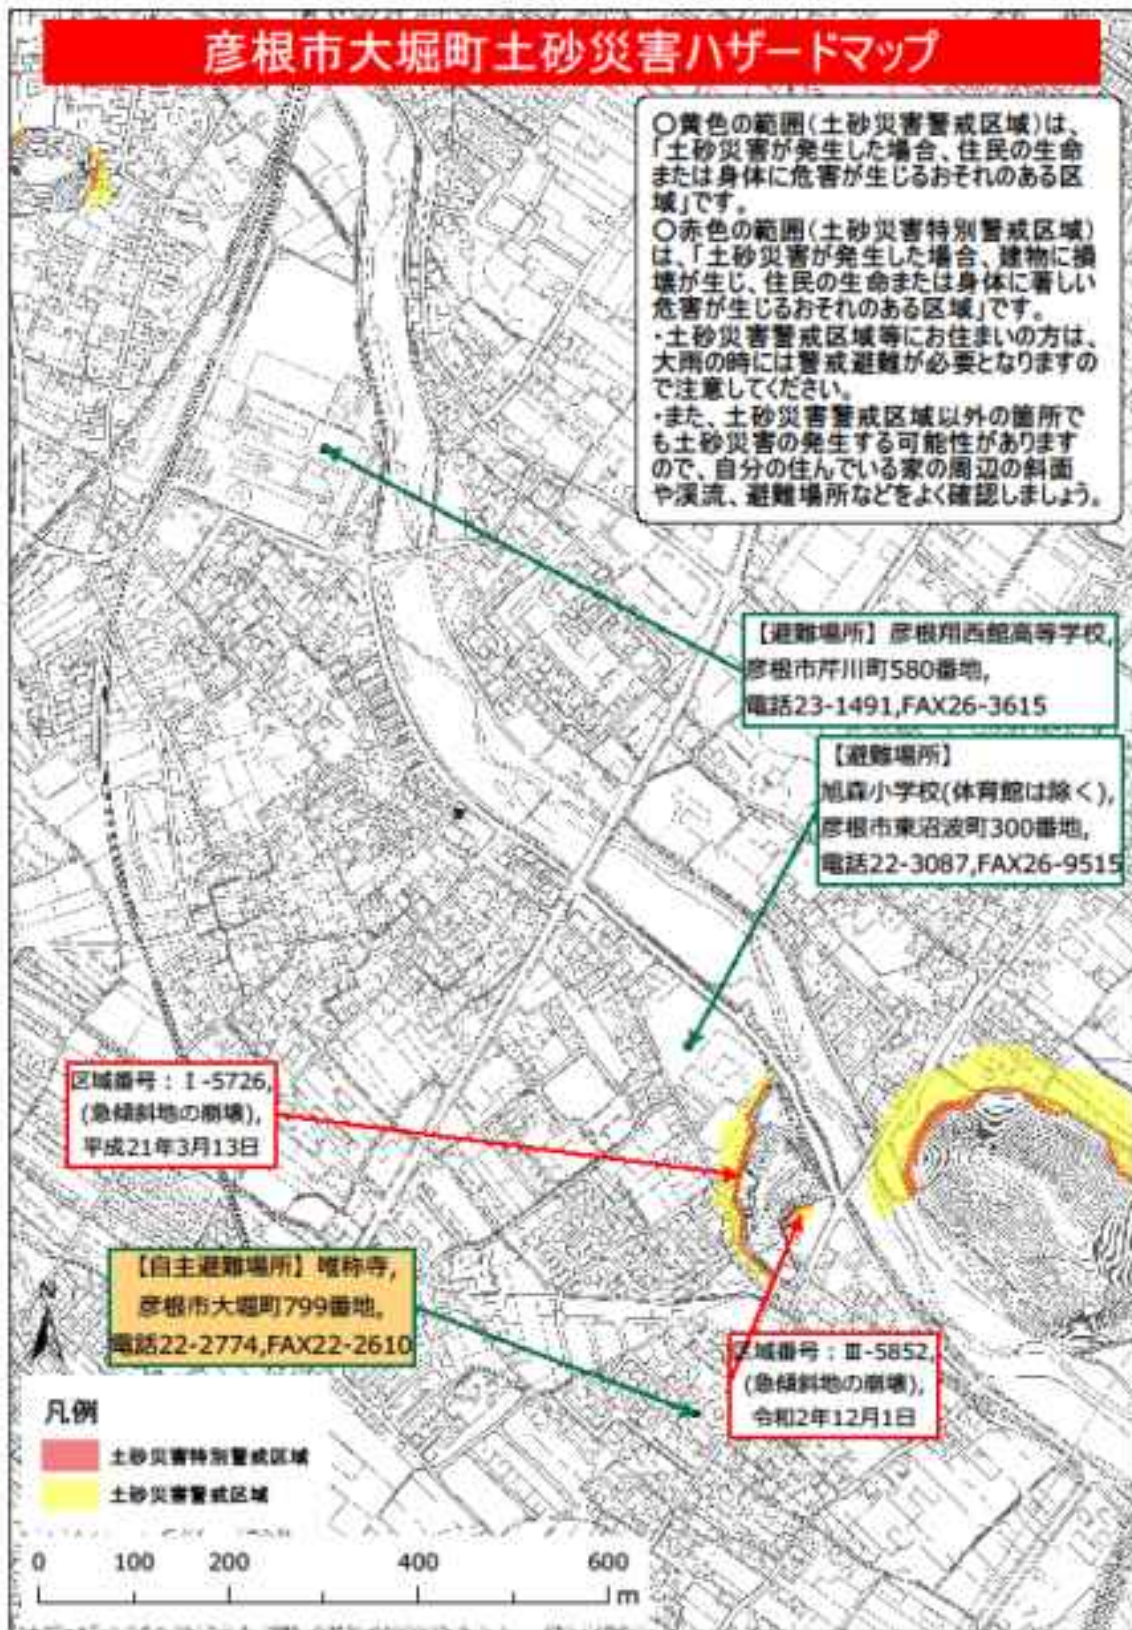 彦根市大堀町土砂災害ハザードマップ
○黄色の範囲(土砂災害警戒区域)は、
「土砂災害が発生した場合、住民の生命
または身体に危害が生じるおそれのある区
域」です。
○赤色の範囲(土砂災害特別警戒区域)
は、「土砂災害が発生した場合、建物に損
壊が生じ、住民の生命または身体に著しい
危害が生じるおそれのある区域」です。
・土砂災害警戒区域等にお住まいの方は、
大雨の時には警戒避難が必要となりますの
で注意してください。
・また、土砂災害警戒区域以外の箇所で
も土砂災害の発生する可能性があります
ので、自分の住んでいる家の周辺の斜面
や渓流、避難場所などをよく確認しましょう。
【避難場所】彦根翔西館高等学校,
彦根市芹川町580番地,
電話23-1491,FAX26-3615
【避難場所】
旭森小学校(体育館は除く),
彦根市東沼波町300番地,
電話22-3087,FAX26-9515
区域番号：Ⅰ-5726,
(急傾斜地の崩壊),
平成21年3月13日
【自主避難場所】唯称寺,
彦根市大堀町799番地,
電話22-2774,FAX22-2610
区域番号：Ⅲ-5852,
(急傾斜地の崩壊),
令和2年12月1日
N
凡例
土砂災害特別警戒区域
土砂災害警戒区域
0 100 200 400 600
m